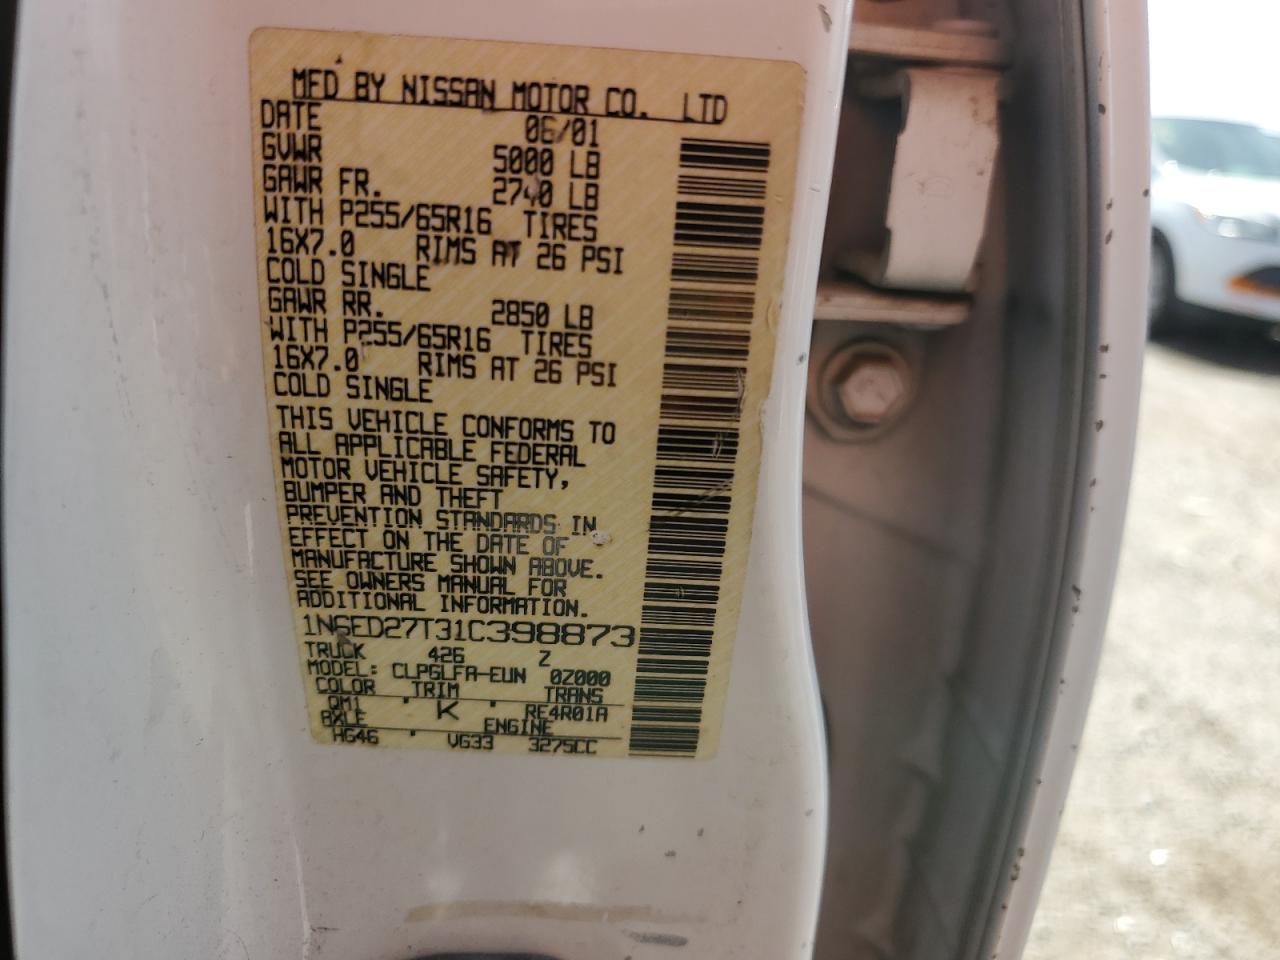 MFD BY NISSAN MOTOR CO. LTD
DATE 06/01
GVWR 5000 LB
GAWR FR. 2740 LB
WITH P255/65R16 TIRES
16X7.0 RIMS AT 26 PSI
COLD SINGLE
GAWR RR. 2850 LB
WITH P255/65R16 TIRES
16X7.0 RIMS AT 26 PSI
COLD SINGLE
THIS VEHICLE CONFORMS TO
ALL APPLICABLE FEDERAL
MOTOR VEHICLE SAFETY,
BUMPER AND THEFT
PREVENTION STANDARDS IN
EFFECT ON THE DATE OF
MANUFACTURE SHOWN ABOVE.
SEE OWNERS MANUAL FOR
ADDITIONAL INFORMATION.
1N6ED27T31C398873
TRUCK 426 Z
MODEL: CLPGLFA-EUN 0Z000
COLOR TRIM TRANS
QM1 K RE4R01A
AXLE ENGINE
HG46 VG33 3275CC